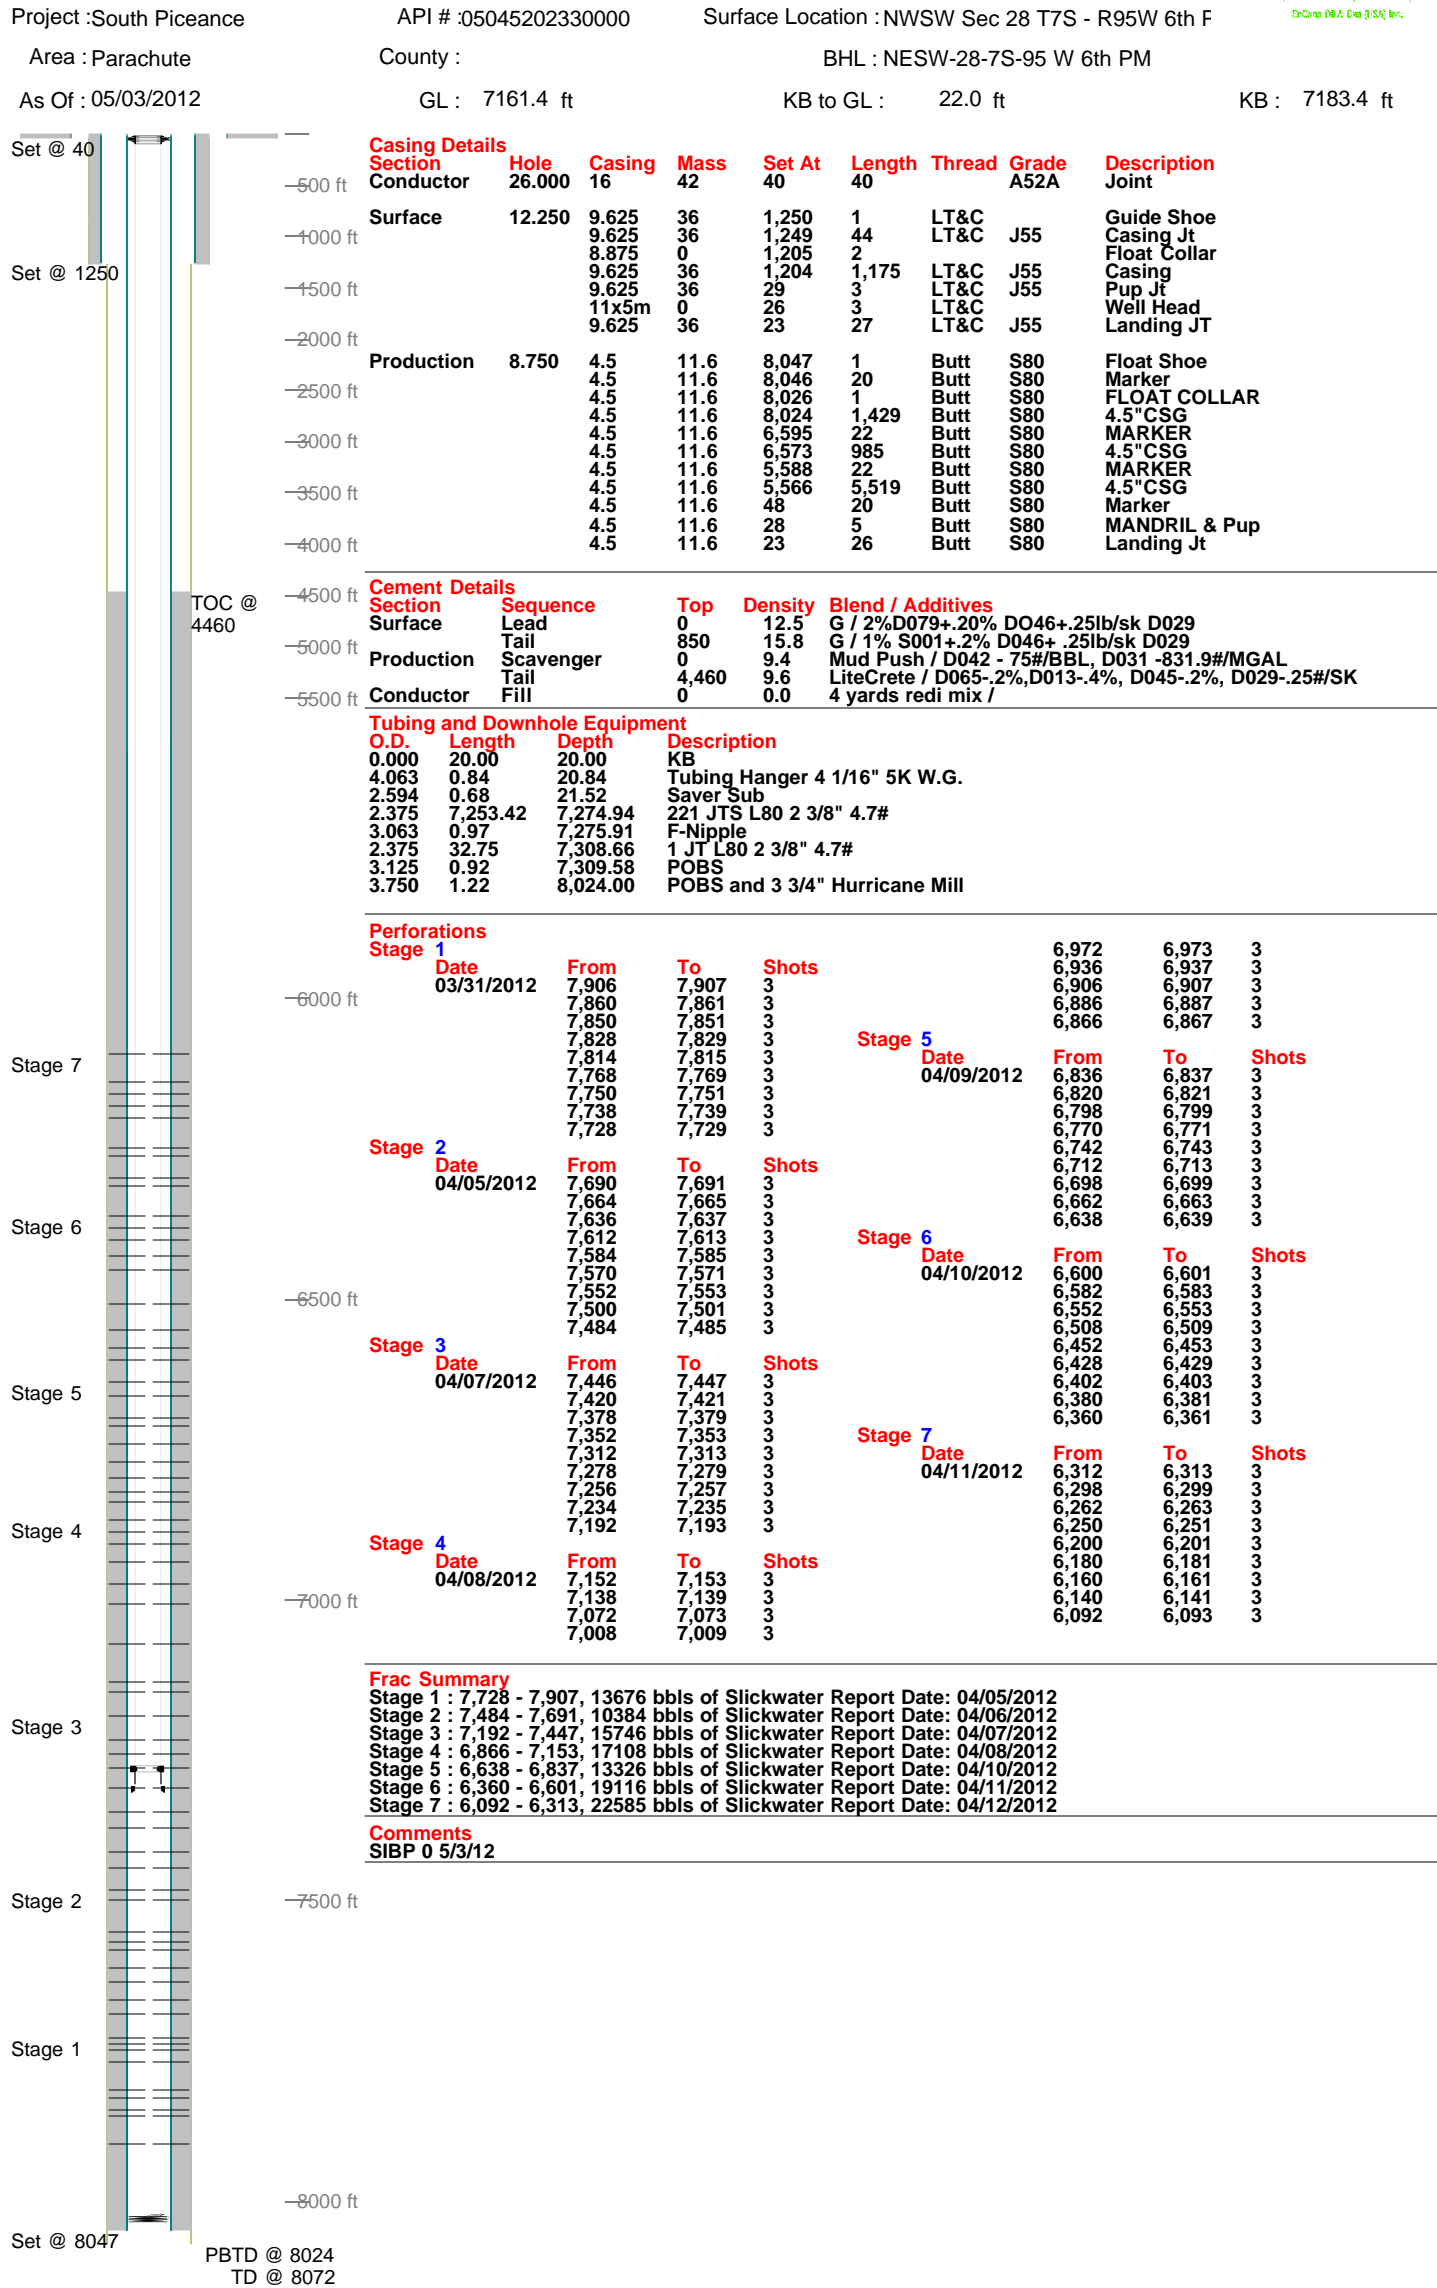 Project : South Piceance API # : 05045202330000 Surface Location : NWSW Sec 28 T7S - R95W 6th P
Area : Parachute County : BHL : NESW-28-7S-95 W 6th PM
As Of : 05/03/2012 GL : 7161.4 ft KB to GL : 22.0 ft KB : 7183.4 ft
Set @ 40
500 ft
1000 ft
Set @ 1250
1500 ft
2000 ft
2500 ft
3000 ft
3500 ft
4000 ft
4500 ft
TOC @
4460
5000 ft
5500 ft
6000 ft
Stage 7
Stage 6
6500 ft
Stage 5
Stage 4
7000 ft
Stage 3
Stage 2
7500 ft
Stage 1
8000 ft
Set @ 8047
PBTD @ 8024
TD @ 8072
Casing Details
Section Hole Casing Mass Set At Length Thread Grade Description
Conductor 26.000 16 42 40 40 A52A Joint
Surface 12.250 9.625 36 1,250 1 LT&C Guide Shoe
9.625 36 1,249 44 LT&C J55 Casing Jt
8.875 0 1,205 2 Float Collar
9.625 36 1,204 1,175 LT&C J55 Casing
9.625 36 29 3 LT&C J55 Pup Jt
11x5m 0 26 3 LT&C Well Head
9.625 36 23 27 LT&C J55 Landing JT
Production 8.750 4.5 11.6 8,047 1 Butt S80 Float Shoe
4.5 11.6 8,046 20 Butt S80 Marker
4.5 11.6 8,026 1 Butt S80 FLOAT COLLAR
4.5 11.6 8,024 1,429 Butt S80 4.5"CSG
4.5 11.6 6,595 22 Butt S80 MARKER
4.5 11.6 6,573 985 Butt S80 4.5"CSG
4.5 11.6 5,588 22 Butt S80 MARKER
4.5 11.6 5,566 5,519 Butt S80 4.5"CSG
4.5 11.6 48 20 Butt S80 Marker
4.5 11.6 28 5 Butt S80 MANDRIL & Pup
4.5 11.6 23 26 Butt S80 Landing Jt
Cement Details
Section Sequence Top Density Blend / Additives
Surface Lead 0 12.5 G / 2%D079+.20% DO46+.25lb/sk D029
Tail 850 15.8 G / 1% S001+.2% D046+ .25lb/sk D029
Production Scavenger 0 9.4 Mud Push / D042 - 75#/BBL, D031 -831.9#/MGAL
Tail 4,460 9.6 LiteCrete / D065-.2%,D013-.4%, D045-.2%, D029-.25#/SK
Conductor Fill 0 0.0 4 yards redi mix /
Tubing and Downhole Equipment
O.D. Length Depth Description
0.000 20.00 20.00 KB
4.063 0.84 20.84 Tubing Hanger 4 1/16" 5K W.G.
2.594 0.68 21.52 Saver Sub
2.375 7,253.42 7,274.94 221 JTS L80 2 3/8" 4.7#
3.063 0.97 7,275.91 F-Nipple
2.375 32.75 7,308.66 1 JT L80 2 3/8" 4.7#
3.125 0.92 7,309.58 POBS
3.750 1.22 8,024.00 POBS and 3 3/4" Hurricane Mill
Perforations
Stage 1
Date From To Shots
03/31/2012 7,906 7,907 3
7,860 7,861 3
7,850 7,851 3
7,828 7,829 3
7,814 7,815 3
7,768 7,769 3
7,750 7,751 3
7,738 7,739 3
7,728 7,729 3
Stage 2
Date From To Shots
04/05/2012 7,690 7,691 3
7,664 7,665 3
7,636 7,637 3
7,612 7,613 3
7,584 7,585 3
7,570 7,571 3
7,552 7,553 3
7,500 7,501 3
7,484 7,485 3
Stage 3
Date From To Shots
04/07/2012 7,446 7,447 3
7,420 7,421 3
7,378 7,379 3
7,352 7,353 3
7,312 7,313 3
7,278 7,279 3
7,256 7,257 3
7,234 7,235 3
7,192 7,193 3
Stage 4
Date From To Shots
04/08/2012 7,152 7,153 3
7,138 7,139 3
7,072 7,073 3
7,008 7,009 3
6,972 6,973 3
6,936 6,937 3
6,906 6,907 3
6,886 6,887 3
6,866 6,867 3
Stage 5
Date From To Shots
04/09/2012 6,836 6,837 3
6,820 6,821 3
6,798 6,799 3
6,770 6,771 3
6,742 6,743 3
6,712 6,713 3
6,698 6,699 3
6,662 6,663 3
6,638 6,639 3
Stage 6
Date From To Shots
04/10/2012 6,600 6,601 3
6,582 6,583 3
6,552 6,553 3
6,508 6,509 3
6,452 6,453 3
6,428 6,429 3
6,402 6,403 3
6,380 6,381 3
6,360 6,361 3
Stage 7
Date From To Shots
04/11/2012 6,312 6,313 3
6,298 6,299 3
6,262 6,263 3
6,250 6,251 3
6,200 6,201 3
6,180 6,181 3
6,160 6,161 3
6,140 6,141 3
6,092 6,093 3
Frac Summary
Stage 1 : 7,728 - 7,907, 13676 bbls of Slickwater Report Date: 04/05/2012
Stage 2 : 7,484 - 7,691, 10384 bbls of Slickwater Report Date: 04/06/2012
Stage 3 : 7,192 - 7,447, 15746 bbls of Slickwater Report Date: 04/07/2012
Stage 4 : 6,866 - 7,153, 17108 bbls of Slickwater Report Date: 04/08/2012
Stage 5 : 6,638 - 6,837, 13326 bbls of Slickwater Report Date: 04/10/2012
Stage 6 : 6,360 - 6,601, 19116 bbls of Slickwater Report Date: 04/11/2012
Stage 7 : 6,092 - 6,313, 22585 bbls of Slickwater Report Date: 04/12/2012
Comments
SIBP 0 5/3/12